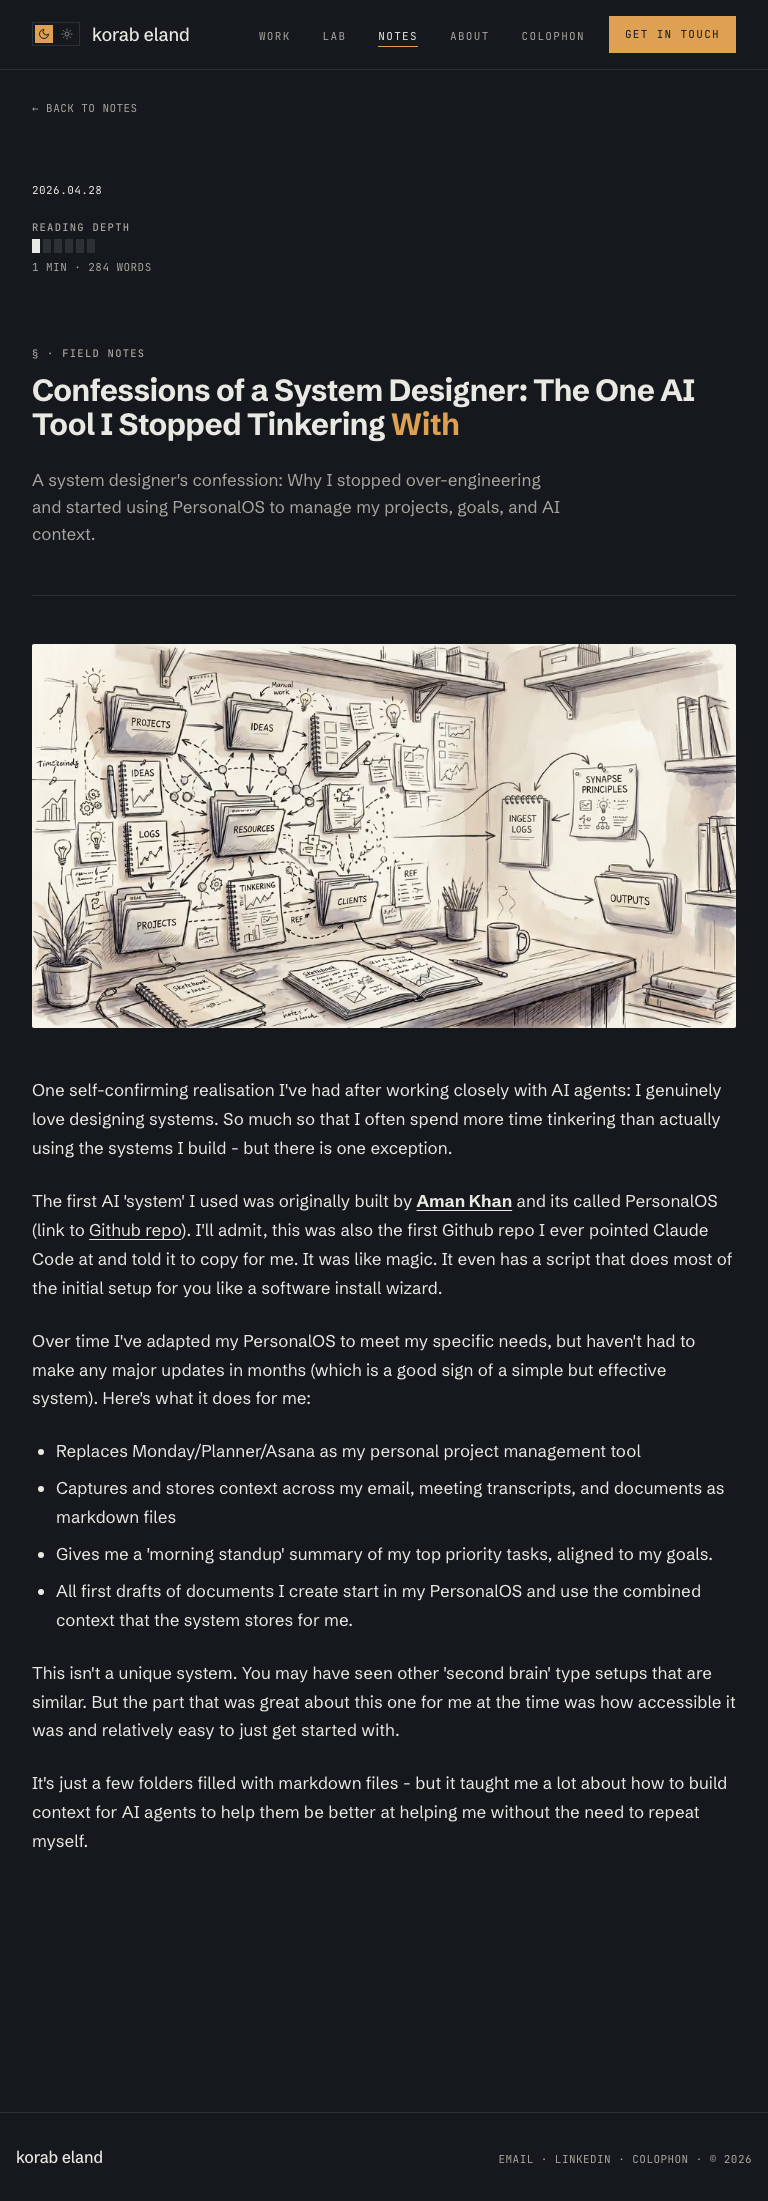 korab eland
WORK LAB NOTES ABOUT COLOPHON GET IN TOUCH
← BACK TO NOTES
2026.04.28
READING DEPTH
1 MIN · 284 WORDS
§ · FIELD NOTES
Confessions of a System Designer: The One AI
Tool I Stopped Tinkering With
A system designer's confession: Why I stopped over-engineering
and started using PersonalOS to manage my projects, goals, and AI
context.
Manual
work
PROJECTS
IDEAS
IDEAS
LOGS
RESOURCES
PROJECTS
TINKERING
REF
CLIENTS
REF
INGEST
LOGS
SYNAPSE
PRINCIPLES
OUTPUTS
Sketchbook
Sketchbook
One self-confirming realisation I've had after working closely with AI agents: I genuinely
love designing systems. So much so that I often spend more time tinkering than actually
using the systems I build - but there is one exception.
The first AI 'system' I used was originally built by Aman Khan and its called PersonalOS
(link to Github repo). I'll admit, this was also the first Github repo I ever pointed Claude
Code at and told it to copy for me. It was like magic. It even has a script that does most of
the initial setup for you like a software install wizard.
Over time I've adapted my PersonalOS to meet my specific needs, but haven't had to
make any major updates in months (which is a good sign of a simple but effective
system). Here's what it does for me:
• Replaces Monday/Planner/Asana as my personal project management tool
• Captures and stores context across my email, meeting transcripts, and documents as
markdown files
• Gives me a 'morning standup' summary of my top priority tasks, aligned to my goals.
• All first drafts of documents I create start in my PersonalOS and use the combined
context that the system stores for me.
This isn't a unique system. You may have seen other 'second brain' type setups that are
similar. But the part that was great about this one for me at the time was how accessible it
was and relatively easy to just get started with.
It's just a few folders filled with markdown files - but it taught me a lot about how to build
context for AI agents to help them be better at helping me without the need to repeat
myself.
korab eland
EMAIL · LINKEDIN · COLOPHON · © 2026